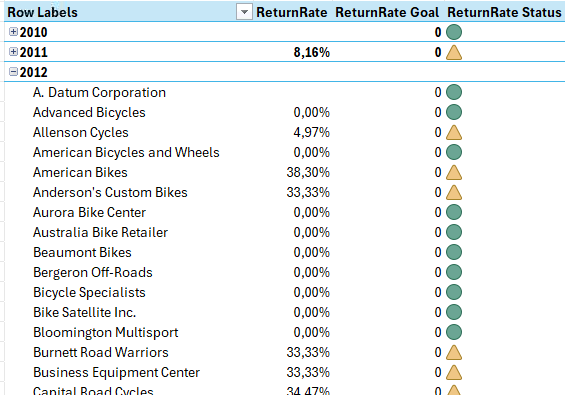 Row Labels ReturnRate ReturnRate Goal ReturnRate Status
2010 0
2011 8,16% 0
2012
A. Datum Corporation 0
Advanced Bicycles 0,00% 0
Allenson Cycles 4,97% 0
American Bicycles and Wheels 0,00% 0
American Bikes 38,30% 0
Anderson's Custom Bikes 33,33% 0
Aurora Bike Center 0,00% 0
Australia Bike Retailer 0,00% 0
Beaumont Bikes 0,00% 0
Bergeron Off-Roads 0,00% 0
Bicycle Specialists 0,00% 0
Bike Satellite Inc. 0,00% 0
Bloomington Multisport 0,00% 0
Burnett Road Warriors 33,33% 0
Business Equipment Center 33,33% 0
Capital Road Cycles 34,47% 0